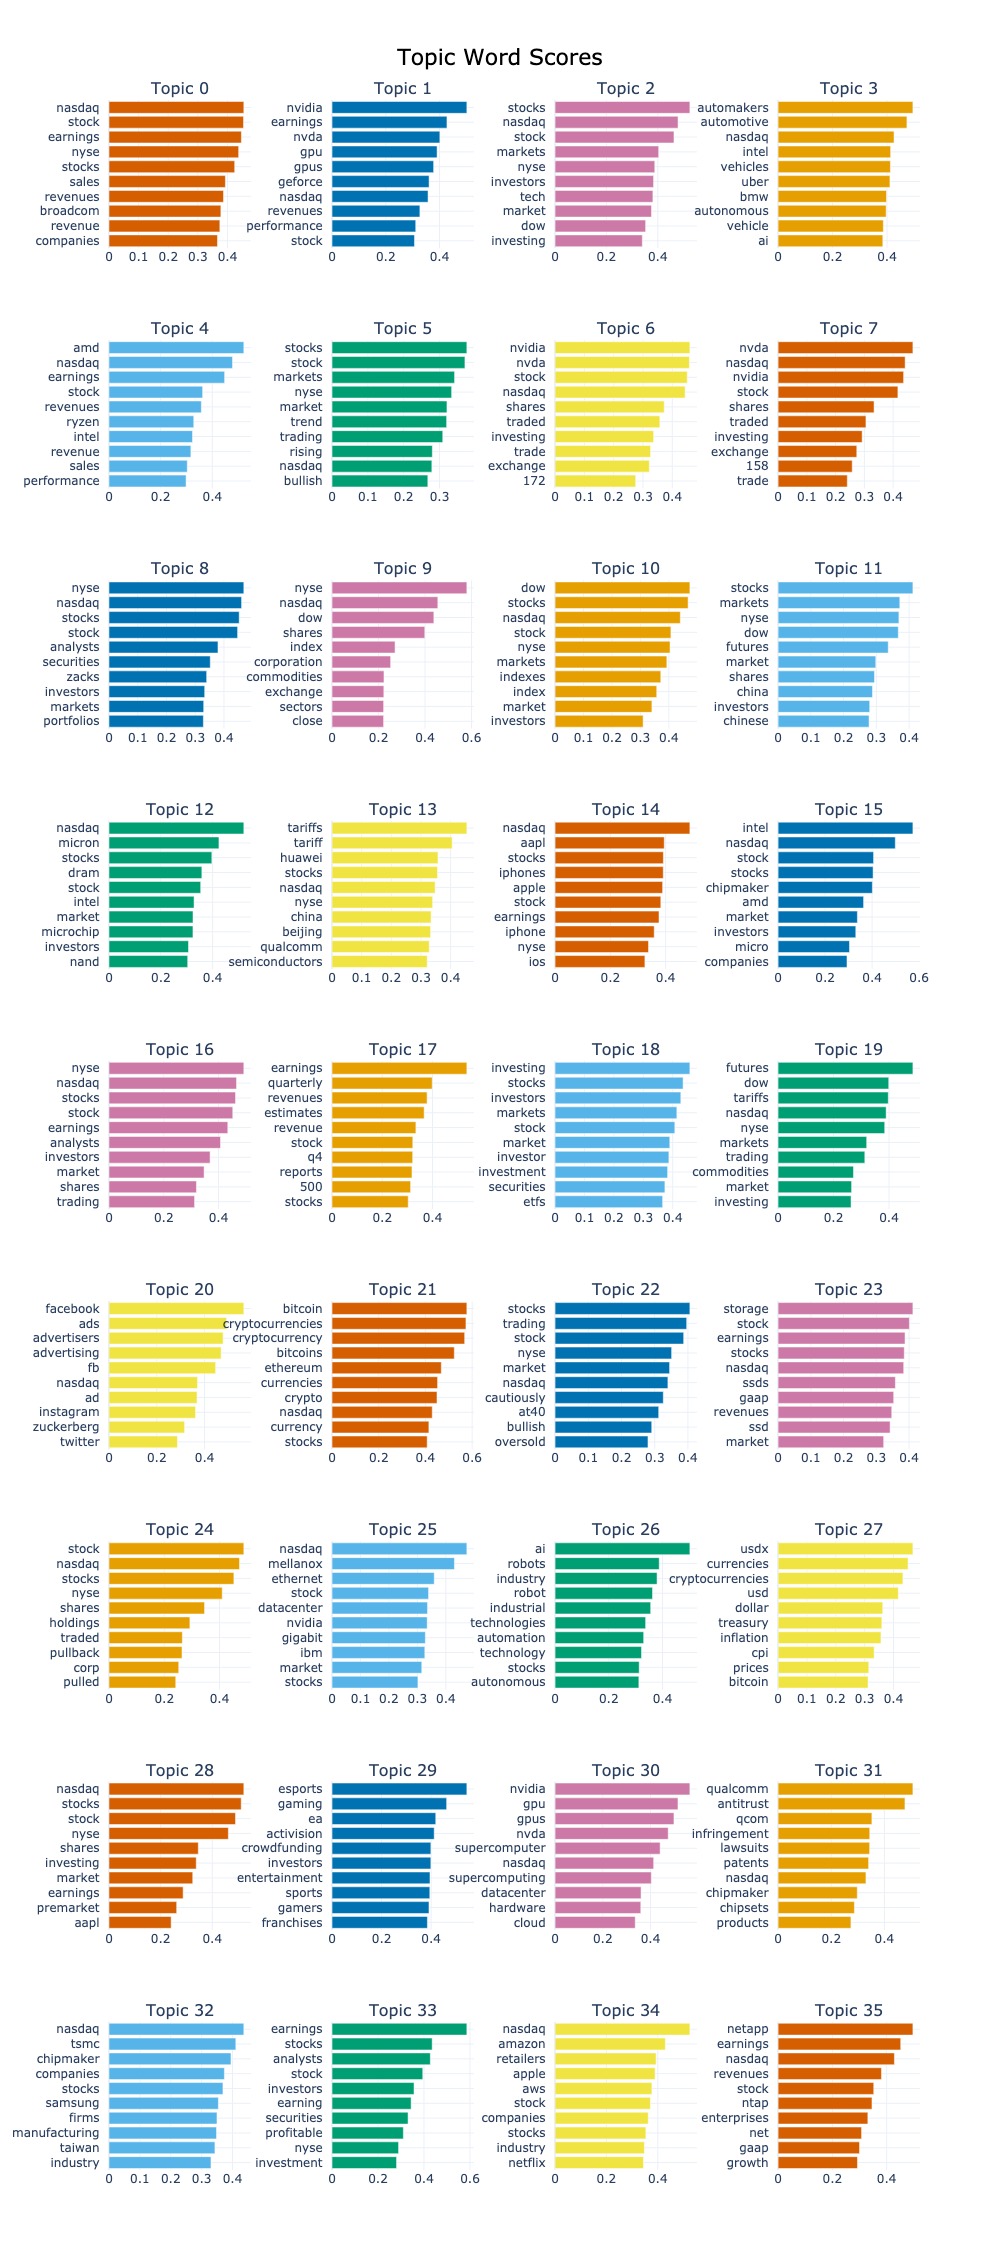 Topic Word Scores
Topic 0
nasdaq
stock
earnings
nyse
stocks
sales
revenues
broadcom
revenue
companies
0 0.1 0.2 0.3 0.4
Topic 1
nvidia
earnings
nvda
gpu
gpus
geforce
nasdaq
revenues
performance
stock
0 0.2 0.4
Topic 2
stocks
nasdaq
stock
markets
nyse
investors
tech
market
dow
investing
0 0.2 0.4
Topic 3
automakers
automotive
nasdaq
intel
vehicles
uber
bmw
autonomous
vehicle
ai
0 0.2 0.4
Topic 4
amd
nasdaq
earnings
stock
revenues
ryzen
intel
revenue
sales
performance
0 0.2 0.4
Topic 5
stocks
stock
markets
nyse
market
trend
trading
rising
nasdaq
bullish
0 0.1 0.2 0.3
Topic 6
nvidia
nvda
stock
nasdaq
shares
traded
investing
trade
exchange
172
0 0.1 0.2 0.3 0.4
Topic 7
nvda
nasdaq
nvidia
stock
shares
traded
investing
exchange
158
trade
0 0.1 0.2 0.3 0.4
Topic 8
nyse
nasdaq
stocks
stock
analysts
securities
zacks
investors
markets
portfolios
0 0.1 0.2 0.3 0.4
Topic 9
nyse
nasdaq
dow
shares
index
corporation
commodities
exchange
sectors
close
0 0.2 0.4 0.6
Topic 10
dow
stocks
nasdaq
stock
nyse
markets
indexes
index
market
investors
0 0.1 0.2 0.3 0.4
Topic 11
stocks
markets
nyse
dow
futures
market
shares
china
investors
chinese
0 0.1 0.2 0.3 0.4
Topic 12
nasdaq
micron
stocks
dram
stock
intel
market
microchip
investors
nand
0 0.2 0.4
Topic 13
tariffs
tariff
huawei
stocks
nasdaq
nyse
china
beijing
qualcomm
semiconductors
0 0.1 0.2 0.3 0.4
Topic 14
nasdaq
aapl
stocks
iphones
apple
stock
earnings
iphone
nyse
ios
0 0.2 0.4
Topic 15
intel
nasdaq
stock
stocks
chipmaker
amd
market
investors
micro
companies
0 0.2 0.4 0.6
Topic 16
nyse
nasdaq
stocks
stock
earnings
analysts
investors
market
shares
trading
0 0.2 0.4
Topic 17
earnings
quarterly
revenues
estimates
revenue
stock
q4
reports
500
stocks
0 0.2 0.4
Topic 18
investing
stocks
investors
markets
stock
market
investor
investment
securities
etfs
0 0.1 0.2 0.3 0.4
Topic 19
futures
dow
tariffs
nasdaq
nyse
markets
trading
commodities
market
investing
0 0.2 0.4
Topic 20
facebook
ads
advertisers
advertising
fb
nasdaq
ad
instagram
zuckerberg
twitter
0 0.2 0.4
Topic 21
bitcoin
cryptocurrencies
cryptocurrency
bitcoins
ethereum
currencies
crypto
nasdaq
currency
stocks
0 0.2 0.4 0.6
Topic 22
stocks
trading
stock
nyse
market
nasdaq
cautiously
at40
bullish
oversold
0 0.1 0.2 0.3 0.4
Topic 23
storage
stock
earnings
stocks
nasdaq
ssds
gaap
revenues
ssd
market
0 0.1 0.2 0.3 0.4
Topic 24
stock
nasdaq
stocks
nyse
shares
holdings
traded
pullback
corp
pulled
0 0.2 0.4
Topic 25
nasdaq
mellanox
ethernet
stock
datacenter
nvidia
gigabit
ibm
market
stocks
0 0.1 0.2 0.3 0.4
Topic 26
ai
robots
industry
robot
industrial
technologies
automation
technology
stocks
autonomous
0 0.2 0.4
Topic 27
usdx
currencies
cryptocurrencies
usd
dollar
treasury
inflation
cpi
prices
bitcoin
0 0.1 0.2 0.3 0.4
Topic 28
nasdaq
stocks
stock
nyse
shares
investing
market
earnings
premarket
aapl
0 0.2 0.4
Topic 29
esports
gaming
ea
activision
crowdfunding
investors
entertainment
sports
gamers
franchises
0 0.2 0.4
Topic 30
nvidia
gpu
gpus
nvda
supercomputer
nasdaq
supercomputing
datacenter
hardware
cloud
0 0.2 0.4
Topic 31
qualcomm
antitrust
qcom
infringement
lawsuits
patents
nasdaq
chipmaker
chipsets
products
0 0.2 0.4
Topic 32
nasdaq
tsmc
chipmaker
companies
stocks
samsung
firms
manufacturing
taiwan
industry
0 0.1 0.2 0.3 0.4
Topic 33
earnings
stocks
analysts
stock
investors
earning
securities
profitable
nyse
investment
0 0.2 0.4 0.6
Topic 34
nasdaq
amazon
retailers
apple
aws
stock
companies
stocks
industry
netflix
0 0.2 0.4
Topic 35
netapp
earnings
nasdaq
revenues
stock
ntap
enterprises
net
gaap
growth
0 0.2 0.4